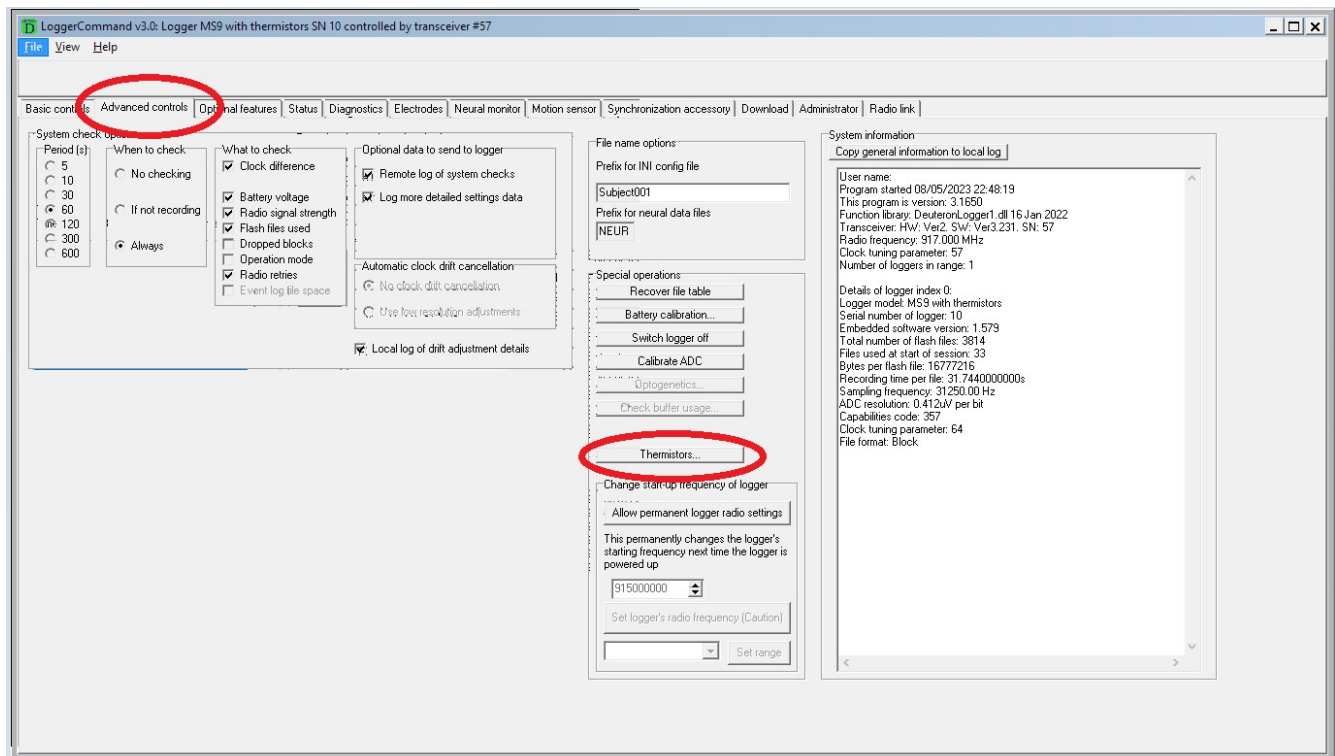 LoggerCommand v3.0: Logger MS9 with thermistors SN 10 controlled by transceiver #57
File View Help
Basic controls Advanced controls Optional features Status Diagnostics Electrodes Neural monitor Motion sensor Synchronization accessory Download Administrator Radio link
System check
Period (s)
5
10
30
60
120
300
600
When to check
No checking
If not recording
Always
What to check
Clock difference
Battery voltage
Radio signal strength
Flash files used
Dropped blocks
Operation mode
Radio retries
Event log file space
Optional data to send to logger
Remote log of system checks
Log more detailed settings data
Automatic clock drift cancellation
No clock drift cancellation
Use low resolution adjustments
Local log of drift adjustment details
File name options
Prefix for INI config file
Subject001
Prefix for neural data files
NEUR
Special operations
Recover file table
Battery calibration...
Switch logger off
Calibrate ADC
Optogenetics...
Check buffer usage...
Thermistors...
Change start-up frequency of logger
Allow permanent logger radio settings
This permanently changes the logger's
starting frequency next time the logger is
powered up
915000000
Set logger's radio frequency (Caution)
Set range
System information
Copy general information to local log
User name:
Program started 08/05/2023 22:48:19
This program is version: 3.1650
Function library: DeuteronLogger1.dll 16 Jan 2022
Transceiver: HW: Ver2. SW: Ver3.231. SN: 57
Radio frequency: 917.000 MHz
Clock tuning parameter: 57
Number of loggers in range: 1
Details of logger index 0:
Logger model: MS9 with thermistors
Serial number of logger: 10
Embedded software version: 1.579
Total number of flash files: 3814
Files used at start of session: 33
Bytes per flash file: 16777216
Recording time per file: 31.7440000000s
Sampling frequency: 31250.00 Hz
ADC resolution: 0.412uV per bit
Capabilities code: 357
Clock tuning parameter: 64
File format: Block